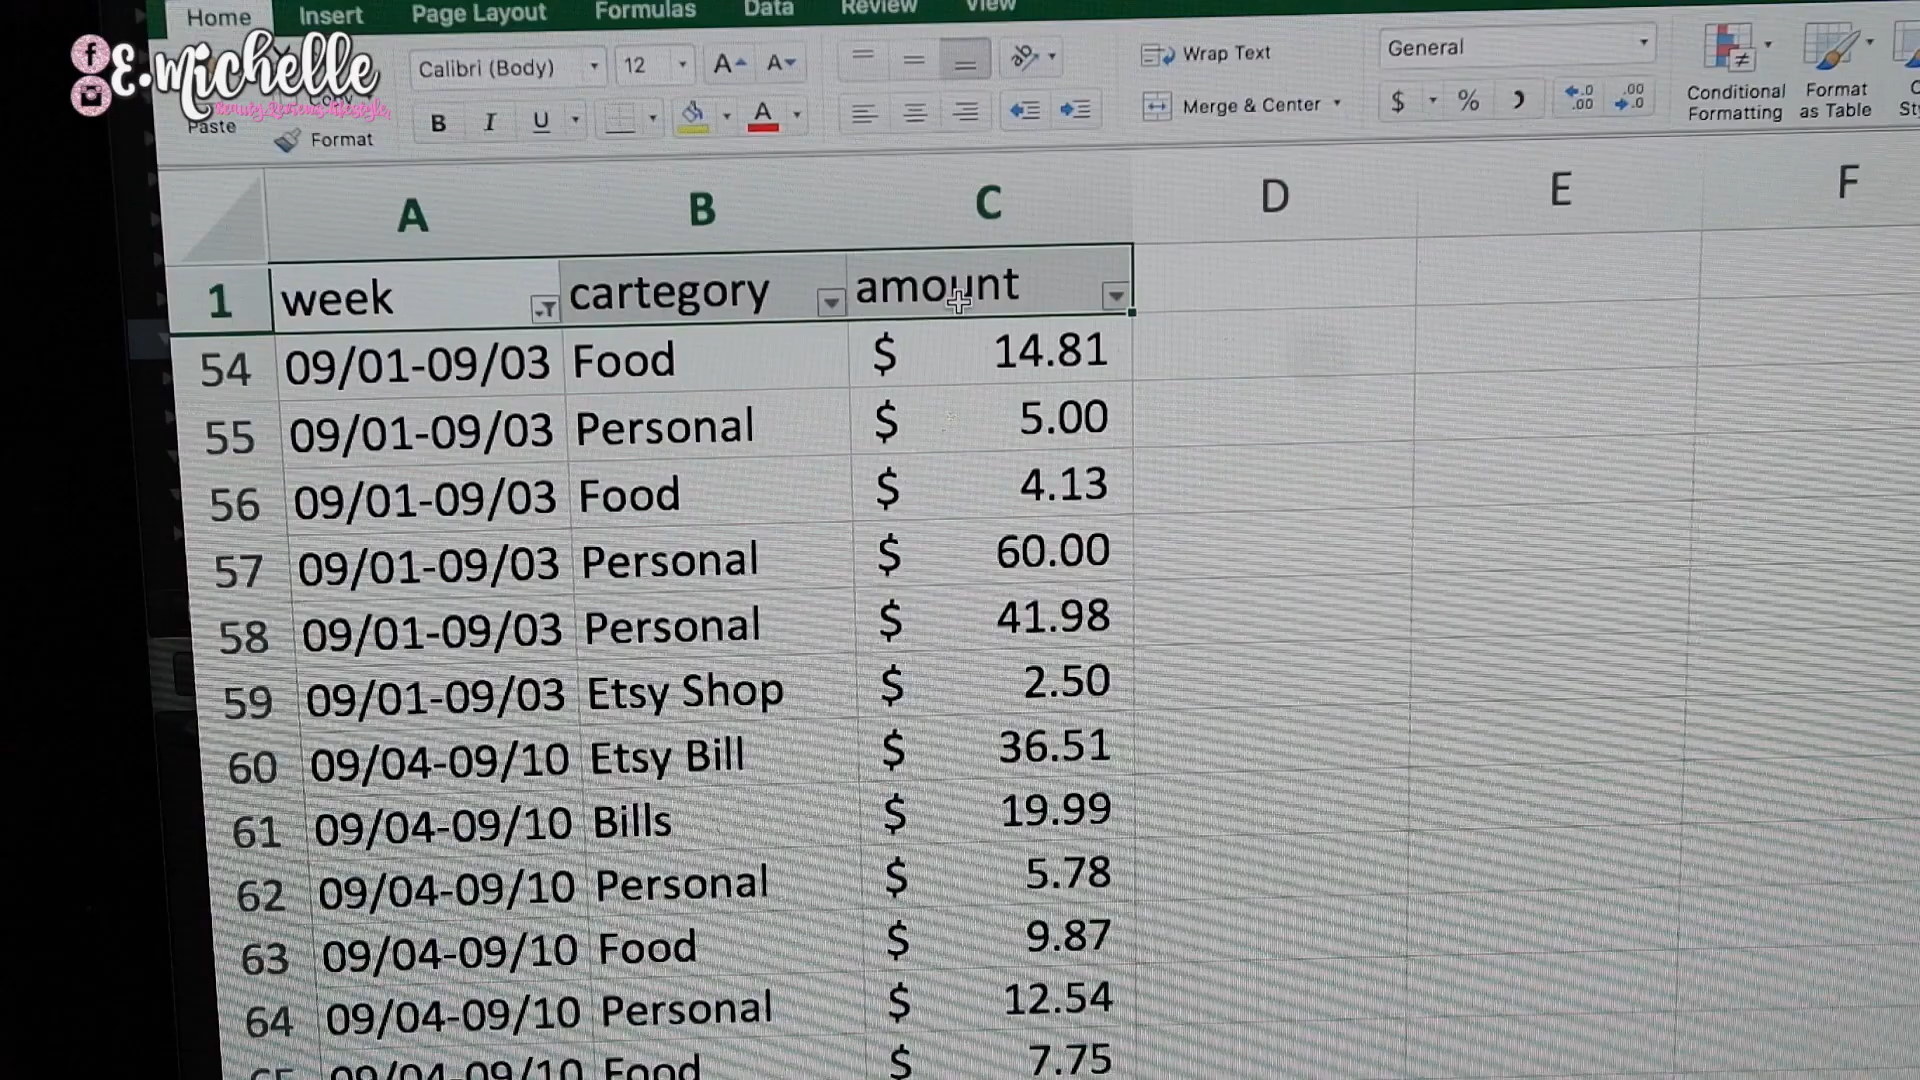 Home Insert Page Layout Formulas Data Review View
E.Michelle
Beauty.Reviews.Lifestyle.
Paste
Format
Calibri (Body) 12 A A
B I U A
Wrap Text
Merge & Center
General
$ % .0 .00 .00 .0
Conditional Formatting
Format as Table
A B C D E F
1 week cartegory amount
54 09/01-09/03 Food $ 14.81
55 09/01-09/03 Personal $ 5.00
56 09/01-09/03 Food $ 4.13
57 09/01-09/03 Personal $ 60.00
58 09/01-09/03 Personal $ 41.98
59 09/01-09/03 Etsy Shop $ 2.50
60 09/04-09/10 Etsy Bill $ 36.51
61 09/04-09/10 Bills $ 19.99
62 09/04-09/10 Personal $ 5.78
63 09/04-09/10 Food $ 9.87
64 09/04-09/10 Personal $ 12.54
09/04-09/10 Food $ 7.75